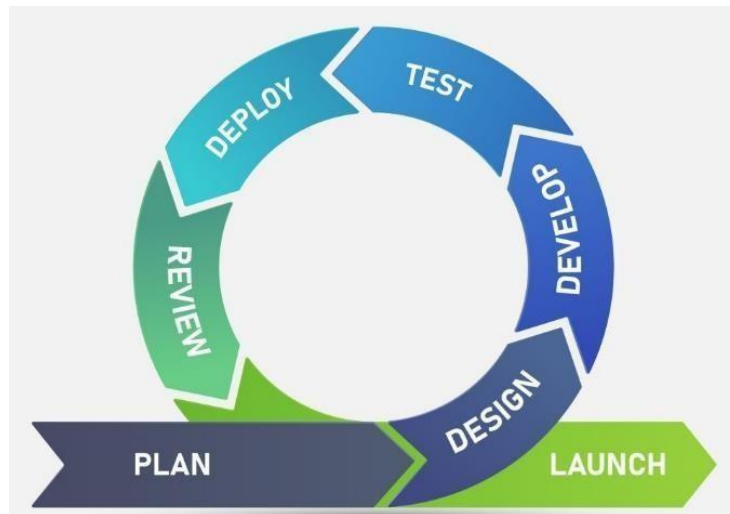 PLAN
DESIGN
DEVELOP
TEST
DEPLOY
REVIEW
LAUNCH